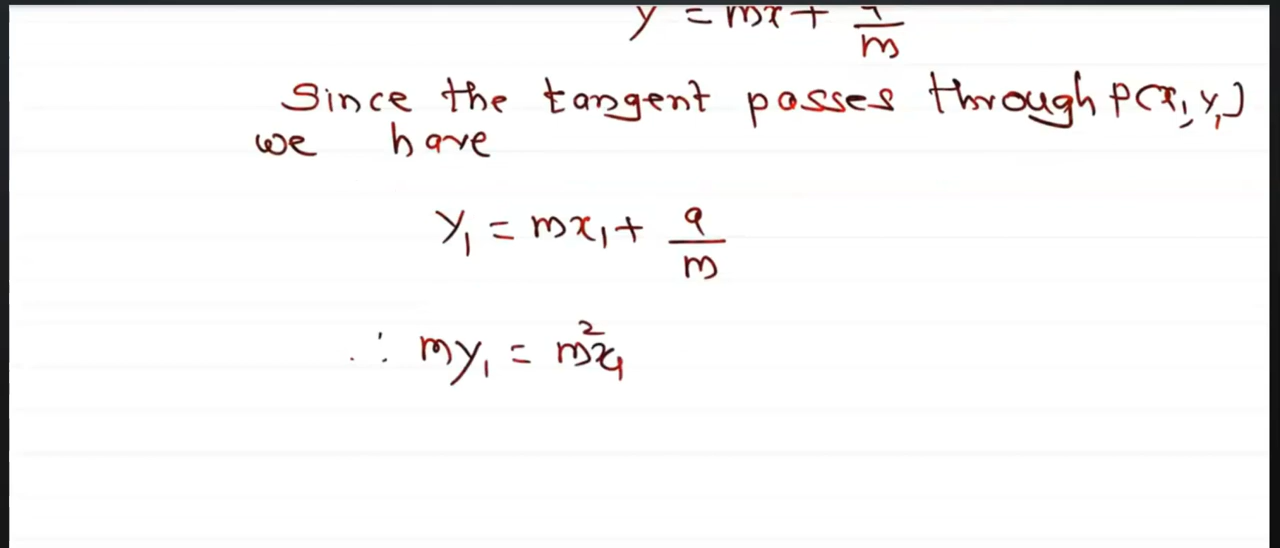 y = mx + a/m
Since the tangent passes through P(x₁, y₁)
we have
y₁ = mx₁ + a/m
∴ my₁ = m²x₁